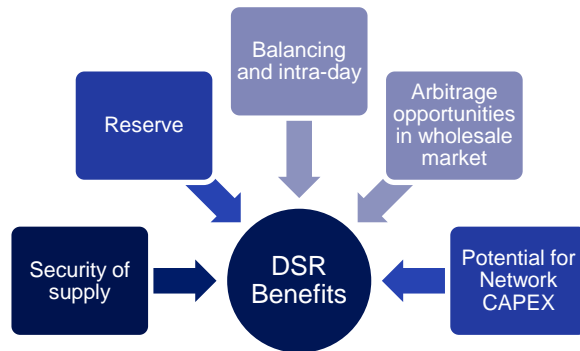 Balancing
and intra-day
Reserve
Arbitrage
opportunities
in wholesale
market
Security of
supply
DSR
Benefits
Potential for
Network
CAPEX